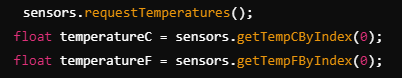 sensors.requestTemperatures();
float temperatureC = sensors.getTempCByIndex(0);
float temperatureF = sensors.getTempFByIndex(0);